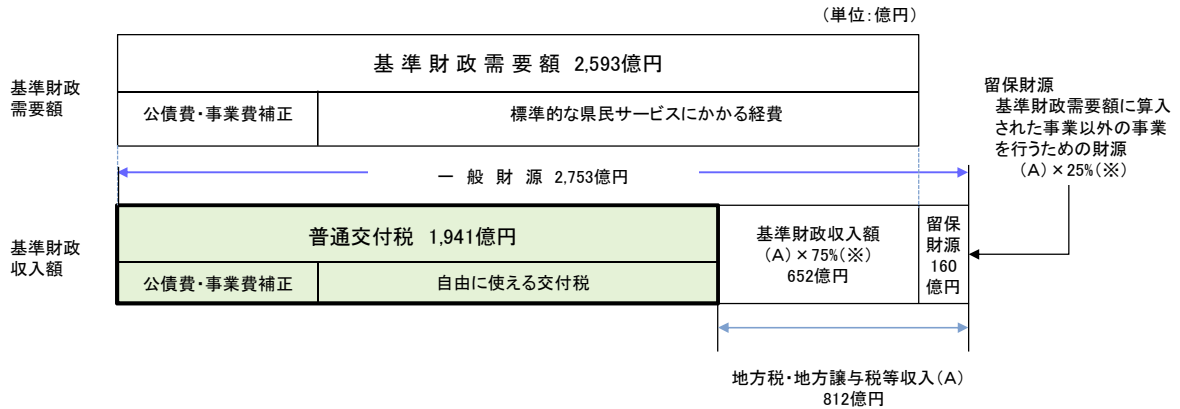 (単位:億円)
基準財政
需要額
基 準 財 政 需 要 額 2,593億円
公債費・事業費補正
標準的な県民サービスにかかる経費
留保財源
基準財政需要額に算入
された事業以外の事業
を行うための財源
(A)×25%(※)
一 般 財 源 2,753億円
基準財政
収入額
普通交付税 1,941億円
公債費・事業費補正
自由に使える交付税
基準財政収入額
(A)×75%(※)
652億円
留保
財源
160
億円
地方税・地方譲与税等収入(A)
812億円